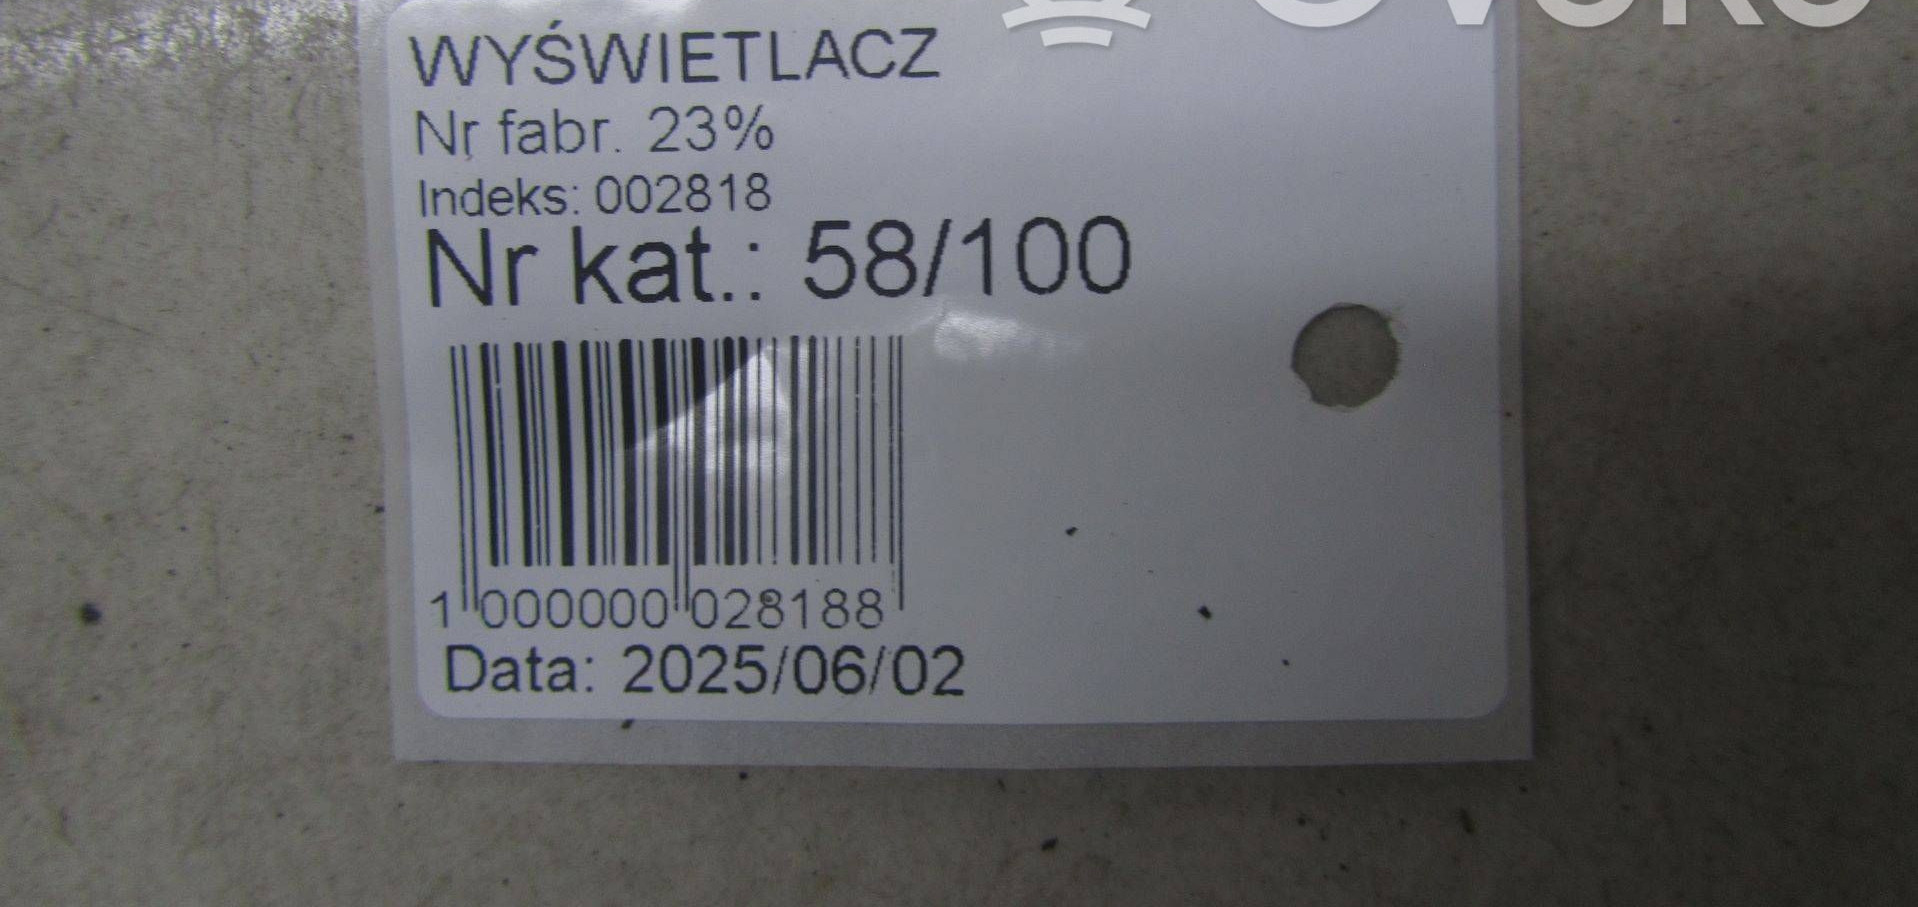 WYŚWIETLACZ
Nr fabr. 23%
Indeks: 002818
Nr kat.: 58/100
1 000000 028188
Data: 2025/06/02